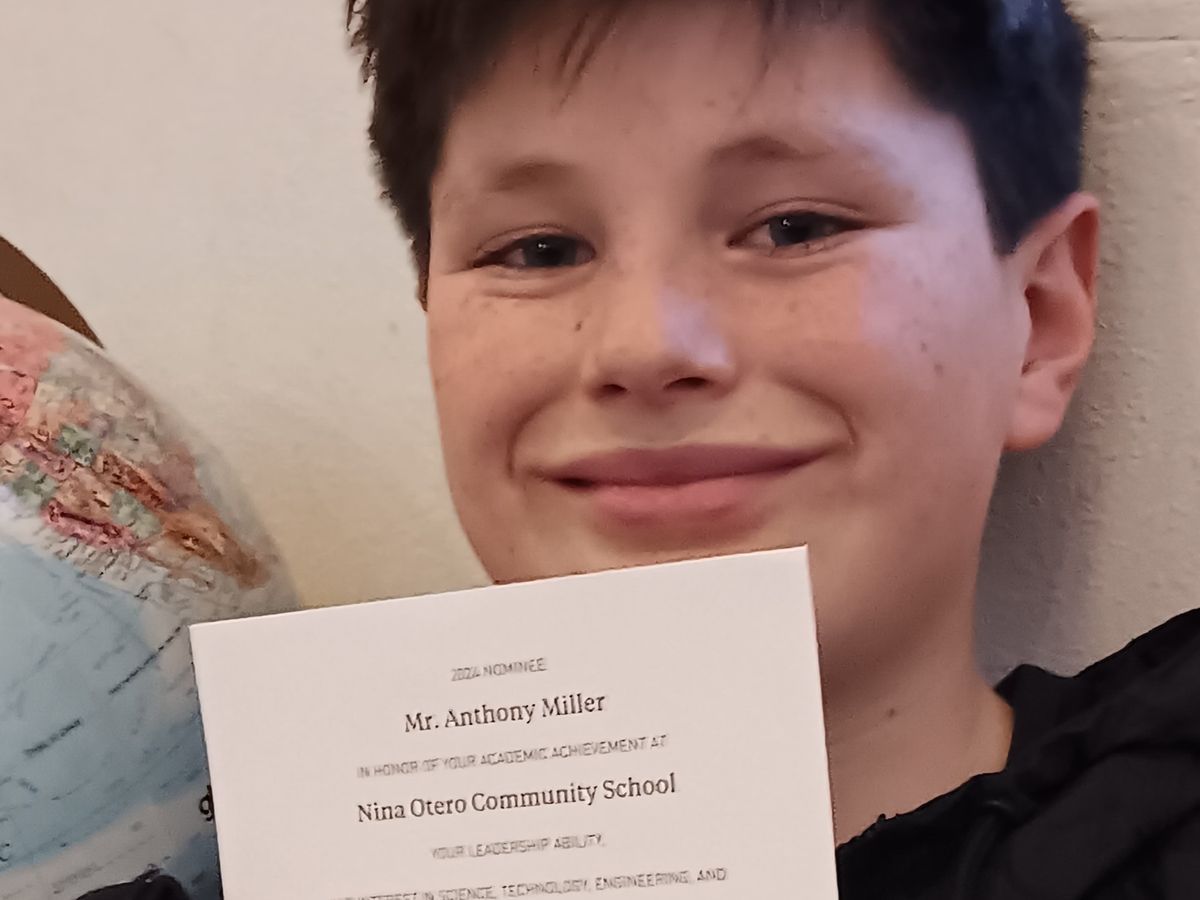 2024 NOMINEE
Mr. Anthony Miller
IN HONOR OF YOUR ACADEMIC ACHIEVEMENT AT
Nina Otero Community School
YOUR LEADERSHIP ABILITY,
INTEREST IN SCIENCE, TECHNOLOGY, ENGINEERING, AND